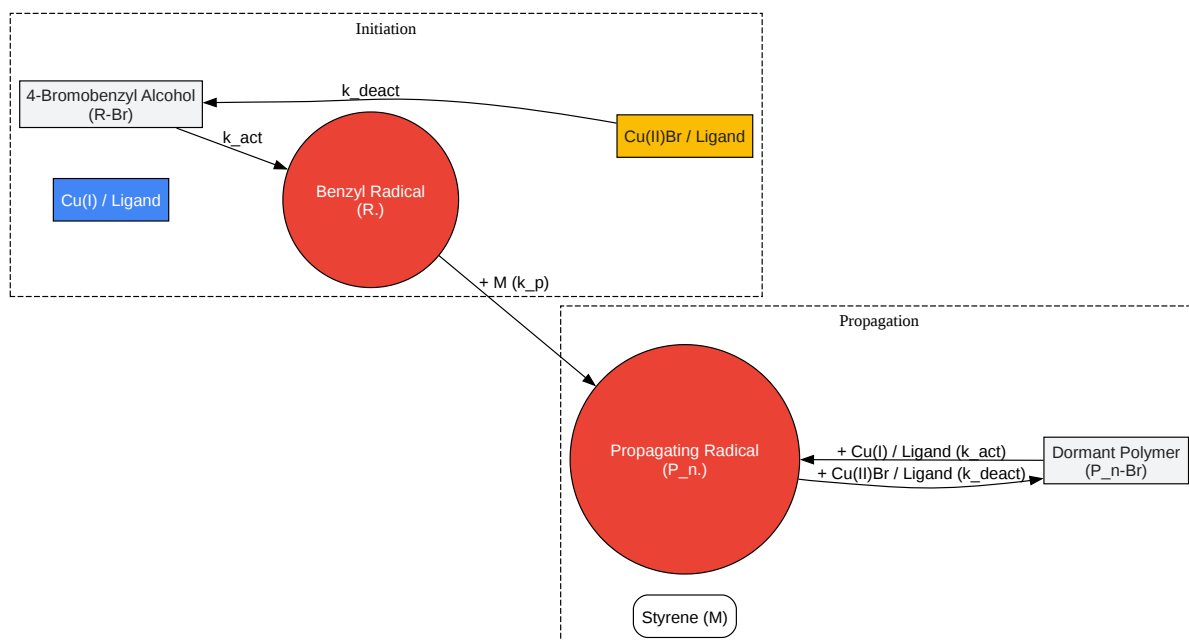 Initiation
4-Bromobenzyl Alcohol
(R-Br)
k_deact
k_act
Cu(II)Br / Ligand
Cu(I) / Ligand
Benzyl Radical
(R.)
+ M (k_p)
Propagation
Propagating Radical
(P_n.)
+ Cu(I) / Ligand (k_act)
+ Cu(II)Br / Ligand (k_deact)
Dormant Polymer
(P_n-Br)
Styrene (M)